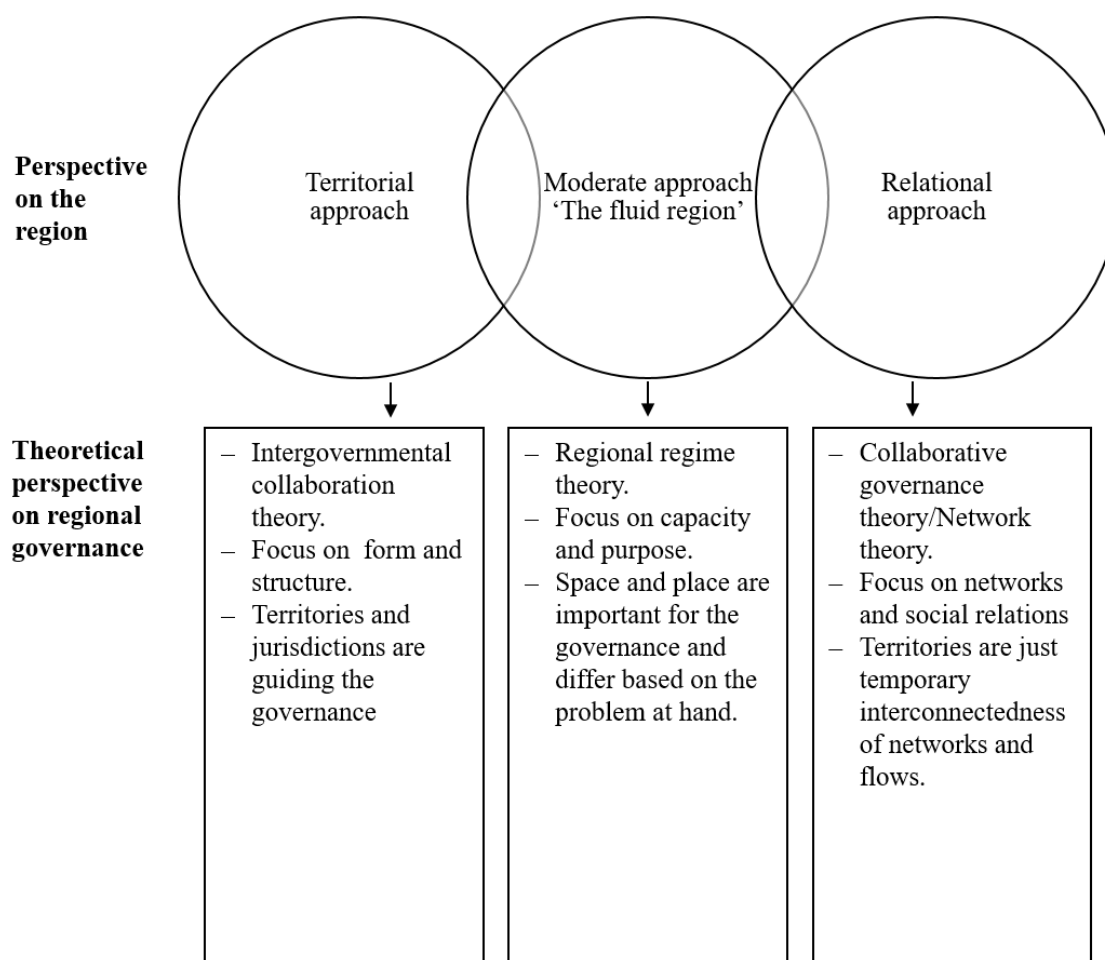 Perspective
on the
region
Territorial
approach
Moderate approach
‘The fluid region’
Relational
approach
Theoretical
perspective
on regional
governance
– Intergovernmental
collaboration
theory.
– Focus on  form and
structure.
– Territories and
jurisdictions are
guiding the
governance
– Regional regime
theory.
– Focus on capacity
and purpose.
– Space and place are
important for the
governance and
differ based on the
problem at hand.
– Collaborative
governance
theory/Network
theory.
– Focus on networks
and social relations
– Territories are just
temporary
interconnectedness
of networks and
flows.